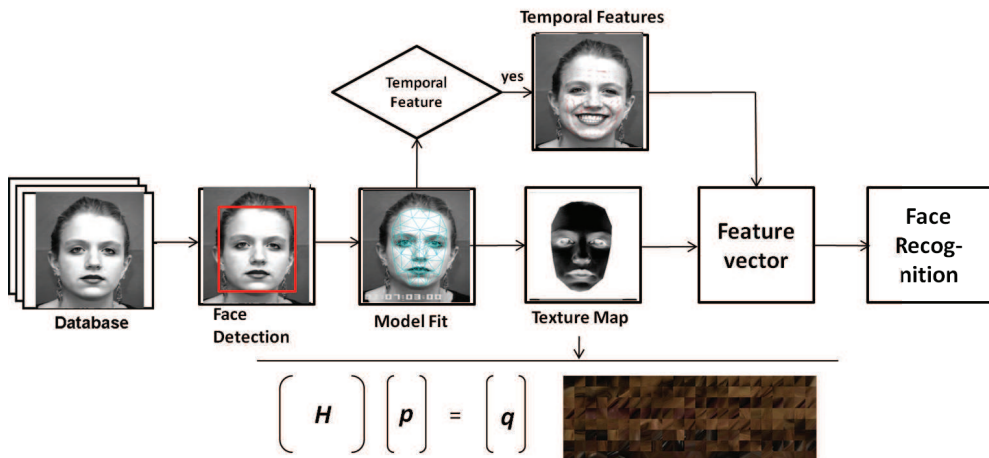 Temporal Features
Temporal
Feature
yes
Database
Face
Detection
Model Fit
Texture Map
Feature
vector
Face
Recog-
nition
H p = q